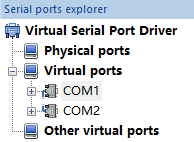 Serial ports explorer
Virtual Serial Port Driver
Physical ports
Virtual ports
COM1
COM2
Other virtual ports